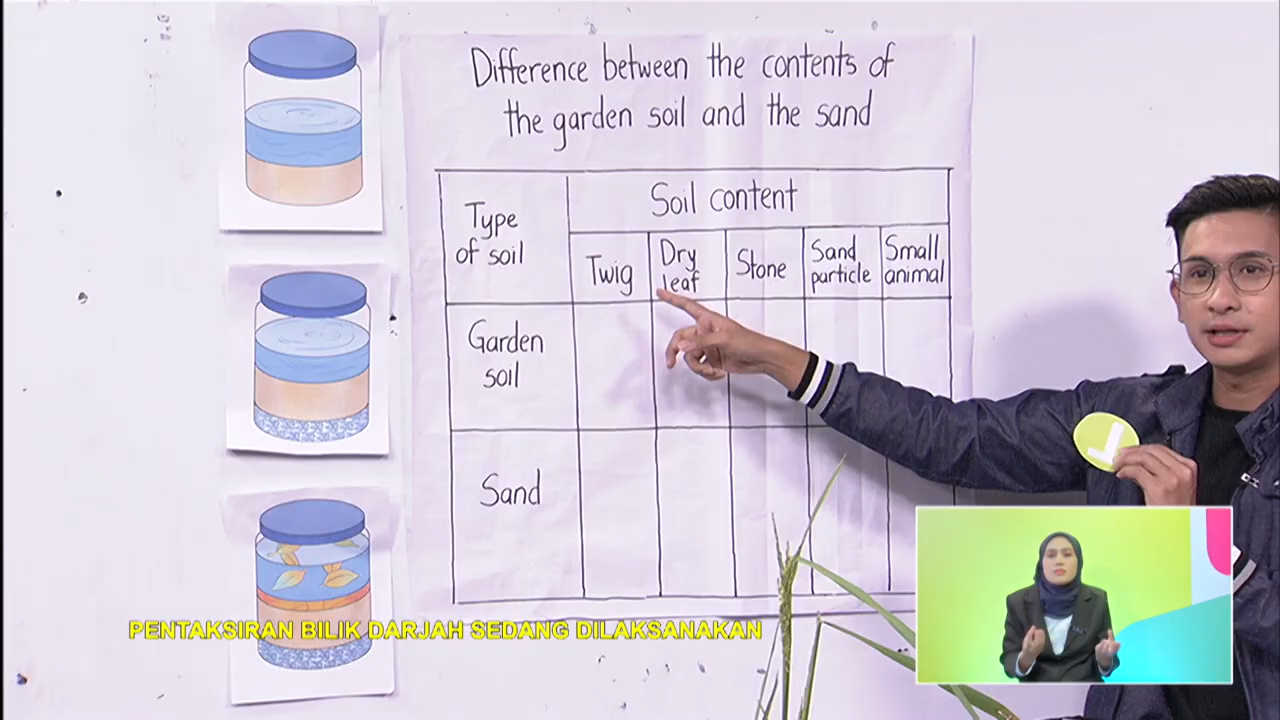 Difference between the contents of
the garden soil and the sand
Type
of soil
Soil content
Twig
Dry
leaf
Stone
Sand
particle
Small
animal
Garden
soil
Sand
PENTAKSIRAN BILIK DARJAH SEDANG DILAKSANAKAN